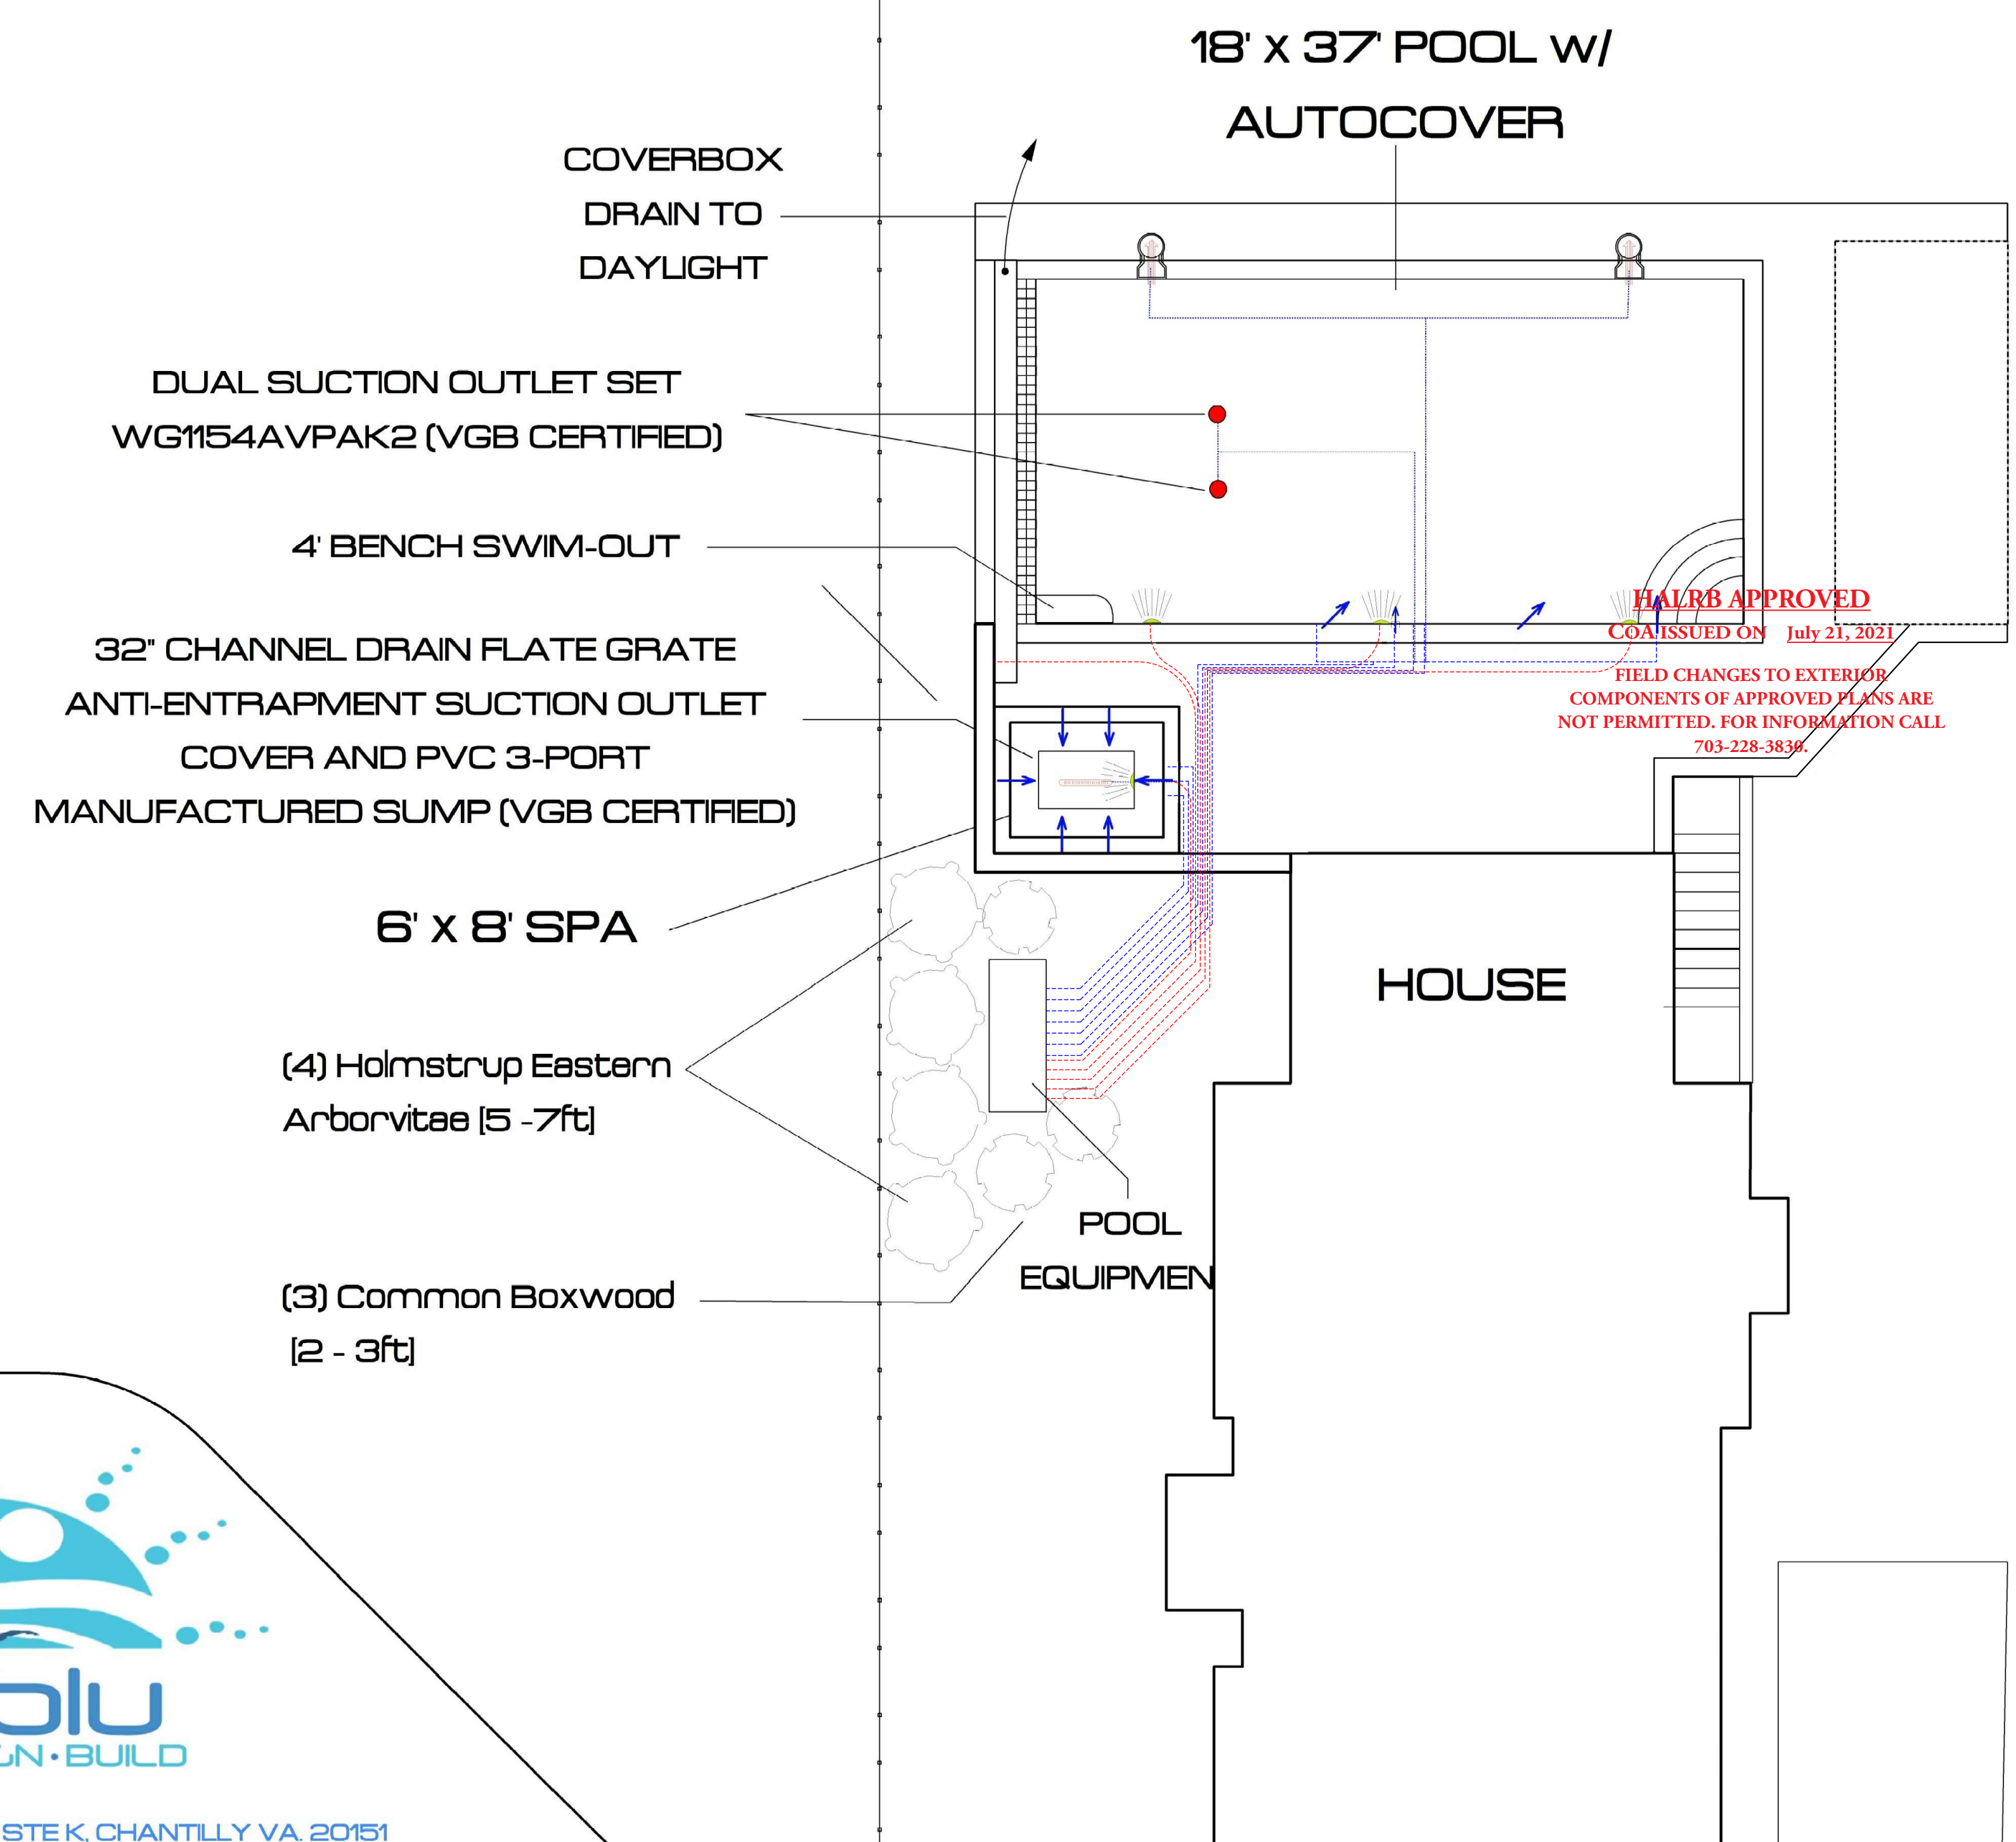 18' X 37' POOL W/
AUTOCOVER
COVERBOX
DRAIN TO
DAYLIGHT
DUAL SUCTION OUTLET SET
WG1154AVPAK2 (VGB CERTIFIED)
4' BENCH SWIM-OUT
32" CHANNEL DRAIN FLATE GRATE
ANTI-ENTRAPMENT SUCTION OUTLET
COVER AND PVC 3-PORT
MANUFACTURED SUMP (VGB CERTIFIED)
HALRB APPROVED
COA ISSUED ON July 21, 2021
FIELD CHANGES TO EXTERIOR
COMPONENTS OF APPROVED PLANS ARE
NOT PERMITTED. FOR INFORMATION CALL
703-228-3830.
6' X 8' SPA
HOUSE
(4) Holmstrup Eastern
Arborvitae [5 -7ft]
POOL
EQUIPMEN
(3) Common Boxwood
[2 - 3ft]
blu
GN • BUILD
STE K, CHANTILLY VA. 20151